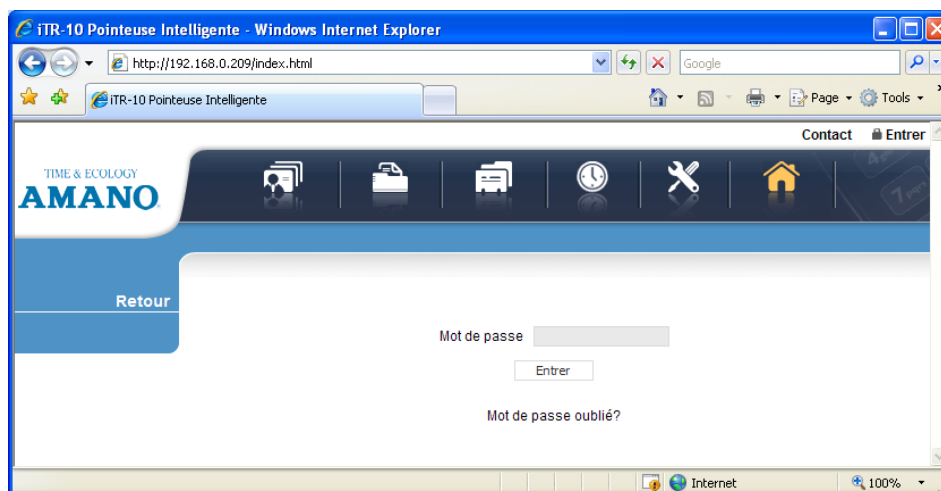 iTR-10 Pointeuse Intelligente - Windows Internet Explorer
http://192.168.0.209/index.html
Google
iTR-10 Pointeuse Intelligente
Page
Tools
Contact
Entrer
TIME & ECOLOGY
AMANO
Retour
Mot de passe
Entrer
Mot de passe oublié?
Internet
100%